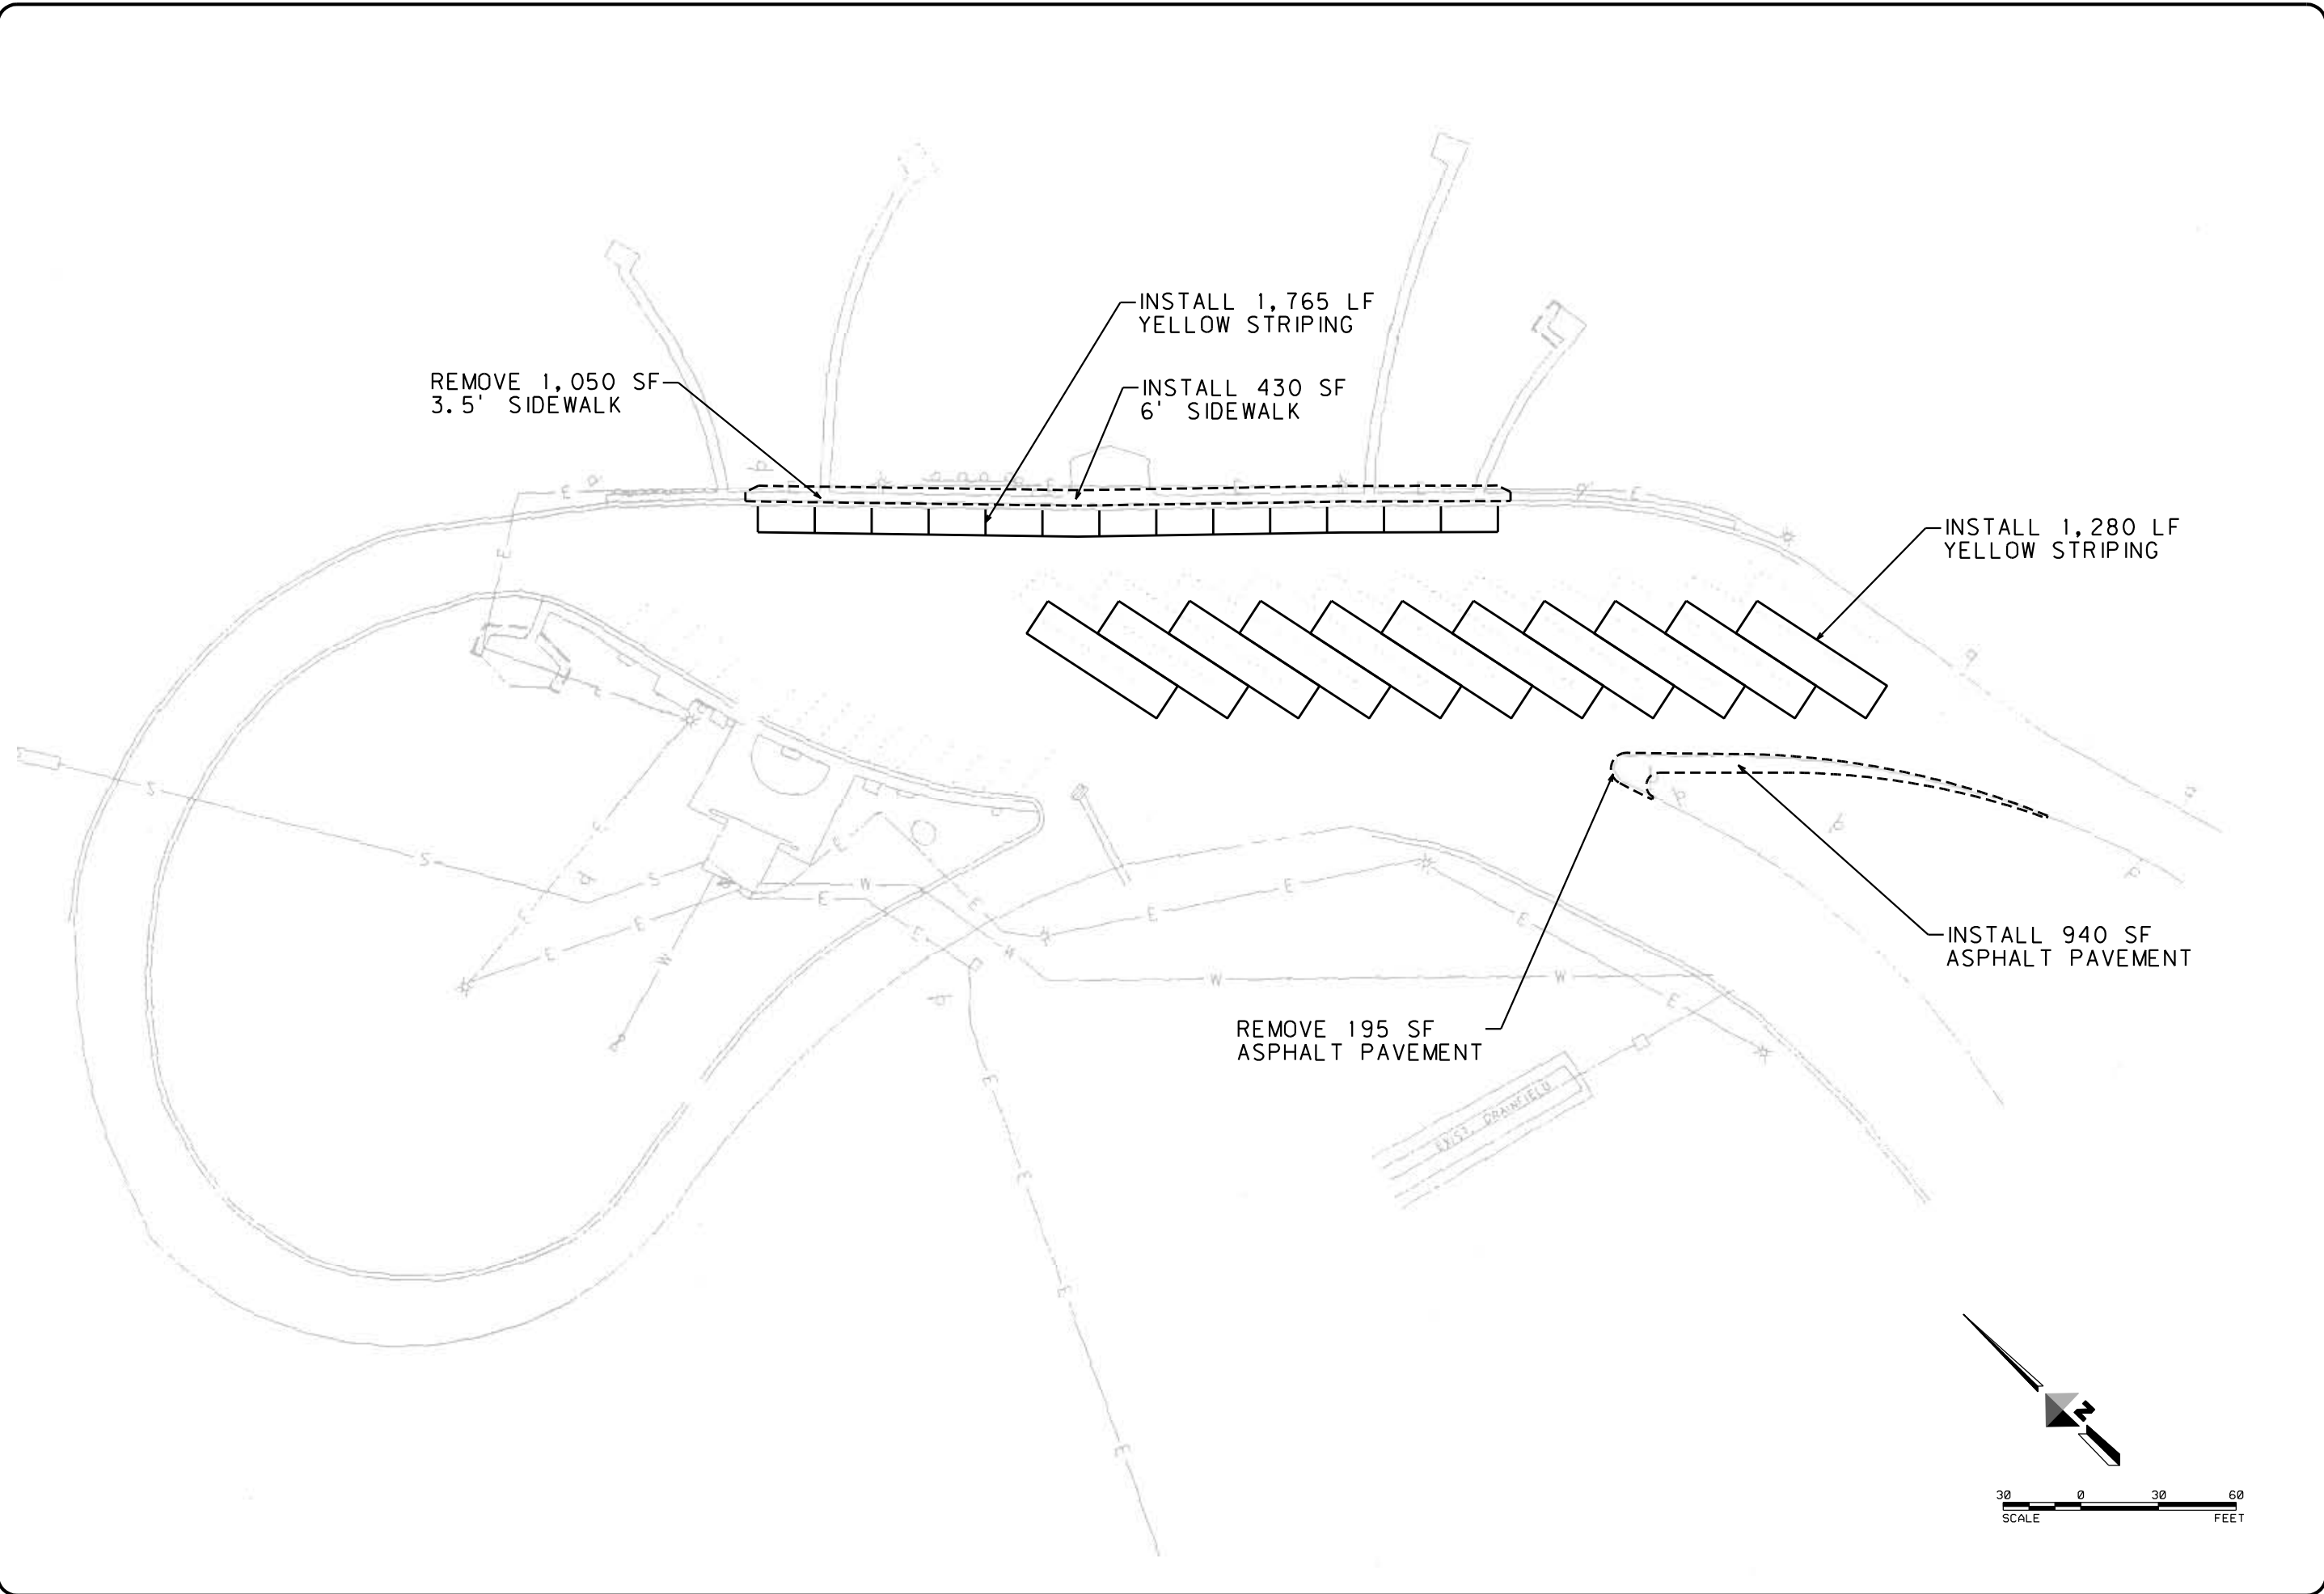 INSTALL 1,765 LF
YELLOW STRIPING
REMOVE 1,050 SF
3.5' SIDEWALK
INSTALL 430 SF
6' SIDEWALK
INSTALL 1,280 LF
YELLOW STRIPING
INSTALL 940 SF
ASPHALT PAVEMENT
REMOVE 195 SF
ASPHALT PAVEMENT
EXIST. DRAINFIELD
E E E E E E
E
S S S
E E E E
W W W W W
E E E E E E
E E E E
N
30 0 30 60
SCALE FEET